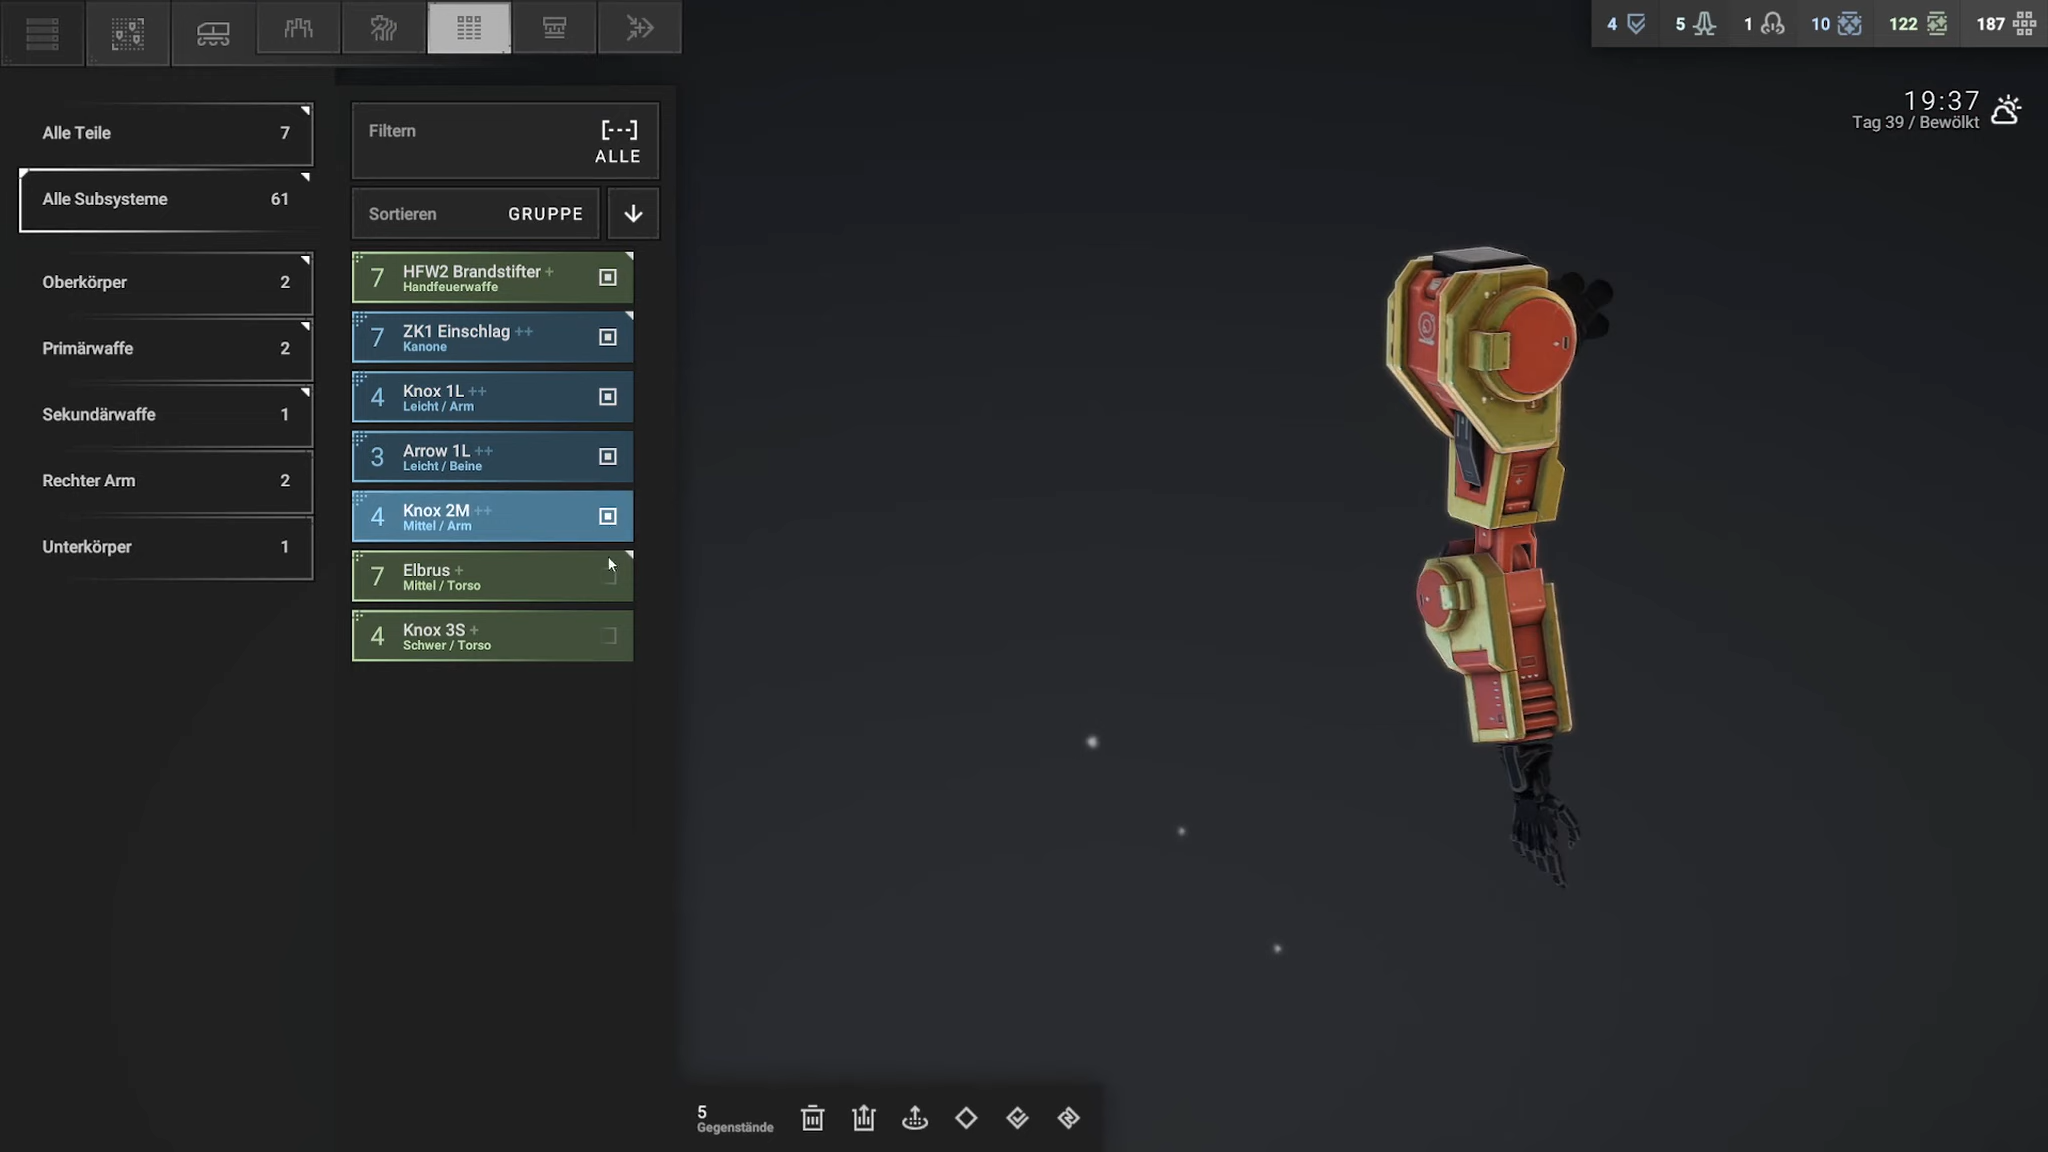 4
5
1
10
122
187
19:37
Tag 39 / Bewölkt
Alle Teile 7
Alle Subsysteme 61
Oberkörper 2
Primärwaffe 2
Sekundärwaffe 1
Rechter Arm 2
Unterkörper 1
Filtern
[---]
ALLE
Sortieren GRUPPE
7 HFW2 Brandstifter +
Handfeuerwaffe
7 ZK1 Einschlag ++
Kanone
4 Knox 1L ++
Leicht / Arm
3 Arrow 1L ++
Leicht / Beine
4 Knox 2M ++
Mittel / Arm
7 Elbrus +
Mittel / Torso
4 Knox 3S +
Schwer / Torso
5
Gegenstände